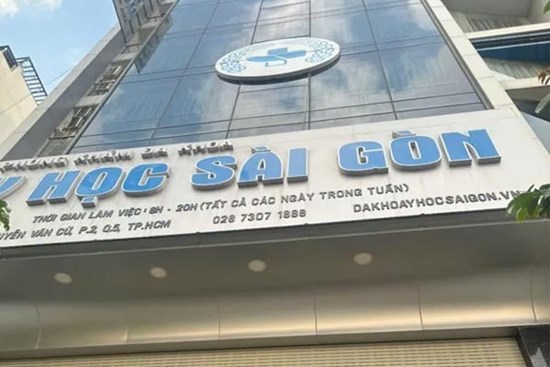 PHÒNG KHÁM ĐA KHOA
Y HỌC SÀI GÒN
THỜI GIAN LÀM VIỆC: 8H - 20H (TẤT CẢ CÁC NGÀY TRONG TUẦN)
VĂN CỪ, P.2 Q.5, TP.HCM 028 7307 1888 DAKHOAYHOCSAIGON.VN